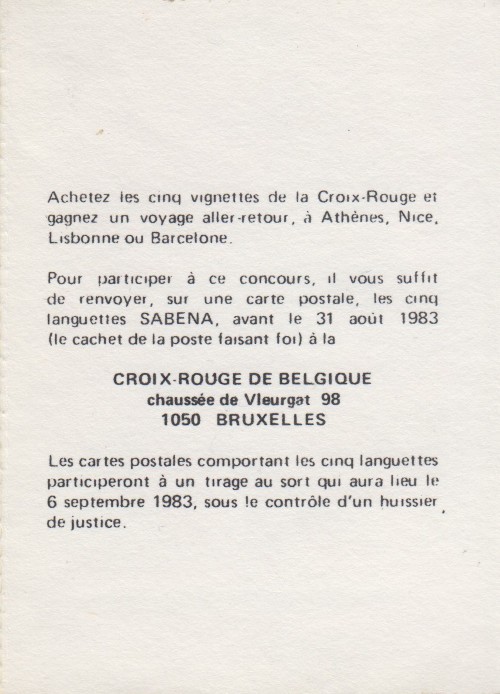 Achetez les cinq vignettes de la Croix-Rouge et
gagnez un voyage aller-retour, à Athènes, Nice,
Lisbonne ou Barcelone.
Pour participer à ce concours, il vous suffit
de renvoyer, sur une carte postale, les cinq
languettes SABENA, avant le 31 août 1983
(le cachet de la poste faisant foi) à la
CROIX-ROUGE DE BELGIQUE
chaussée de Vleurgat 98
1050 BRUXELLES
Les cartes postales comportant les cinq languettes
participeront à un tirage au sort qui aura lieu le
6 septembre 1983, sous le contrôle d'un huissier
de justice.